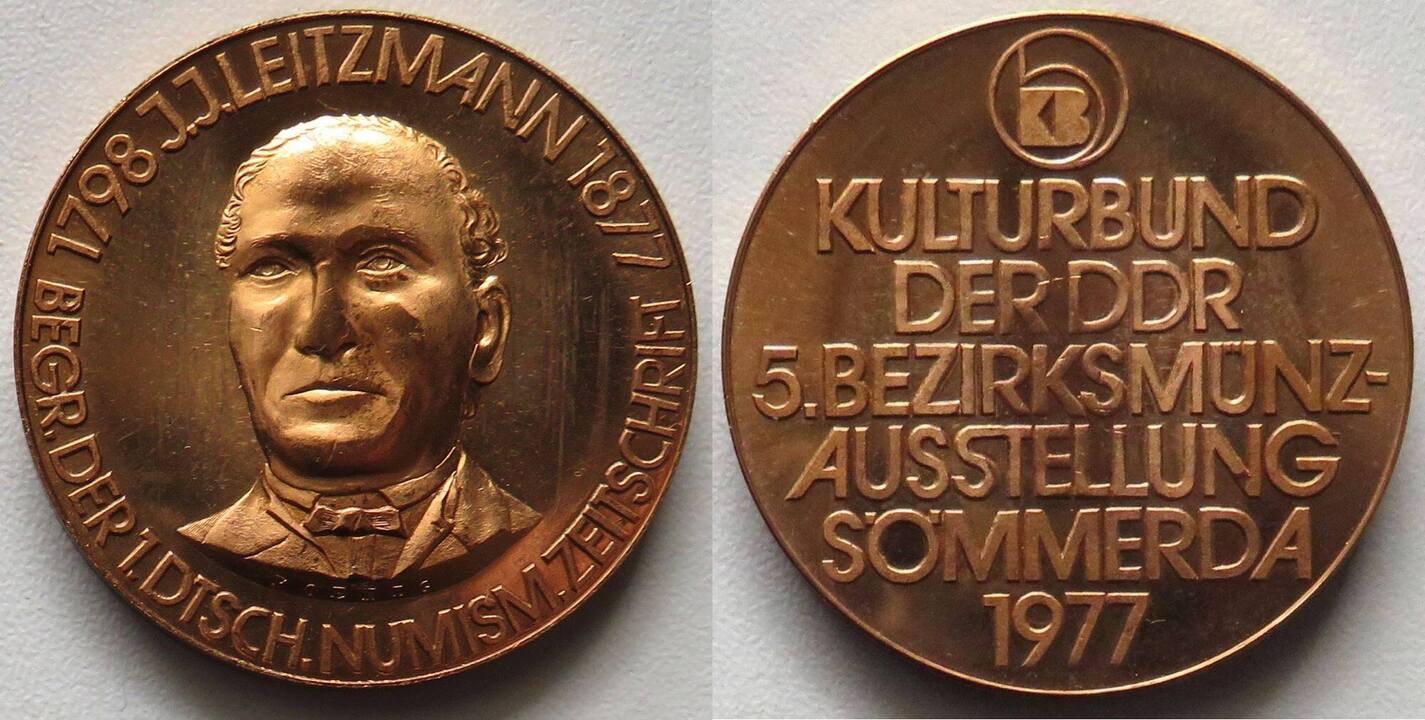 1798 J.J.LEITZMANN 1877
BEGR. DER 1. DTSCH. NUMISM. ZEITSCHRIFT
KB
KULTURBUND
DER DDR
5. BEZIRKSMÜNZ-
AUSSTELLUNG
SÖMMERDA
1977